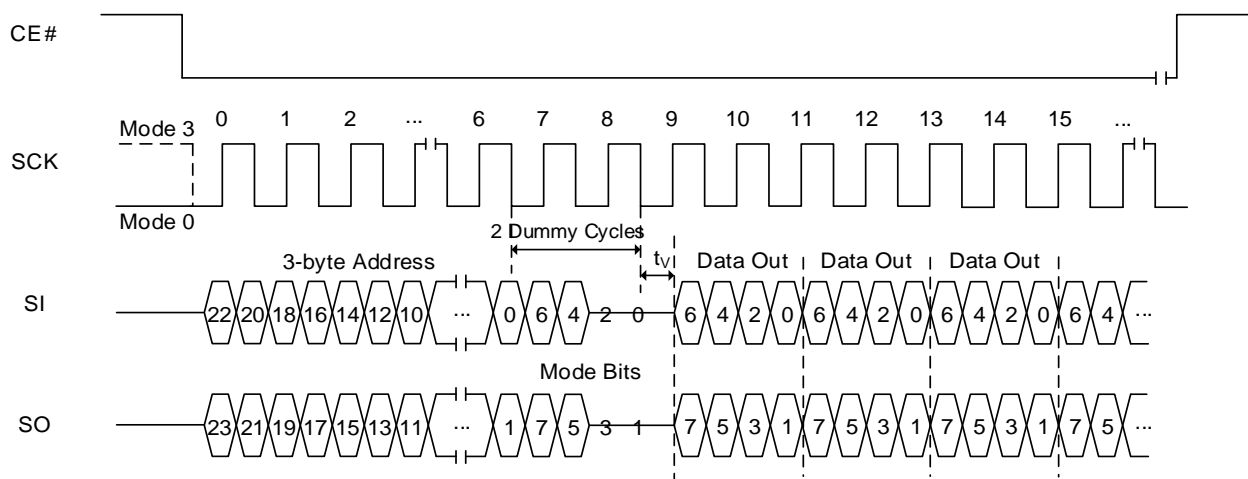 CE#
0 1 2 ... 6 7 8 9 10 11 12 13 14 15 ...
Mode 3
SCK
Mode 0
2 Dummy Cycles
3-byte Address tV Data Out Data Out Data Out
SI 22 20 18 16 14 12 10 ... 0 6 4 2 0 6 4 2 0 6 4 2 0 6 4 2 0 6 4 ...
Mode Bits
SO 23 21 19 17 15 13 11 ... 1 7 5 3 1 7 5 3 1 7 5 3 1 7 5 3 1 7 5 ...